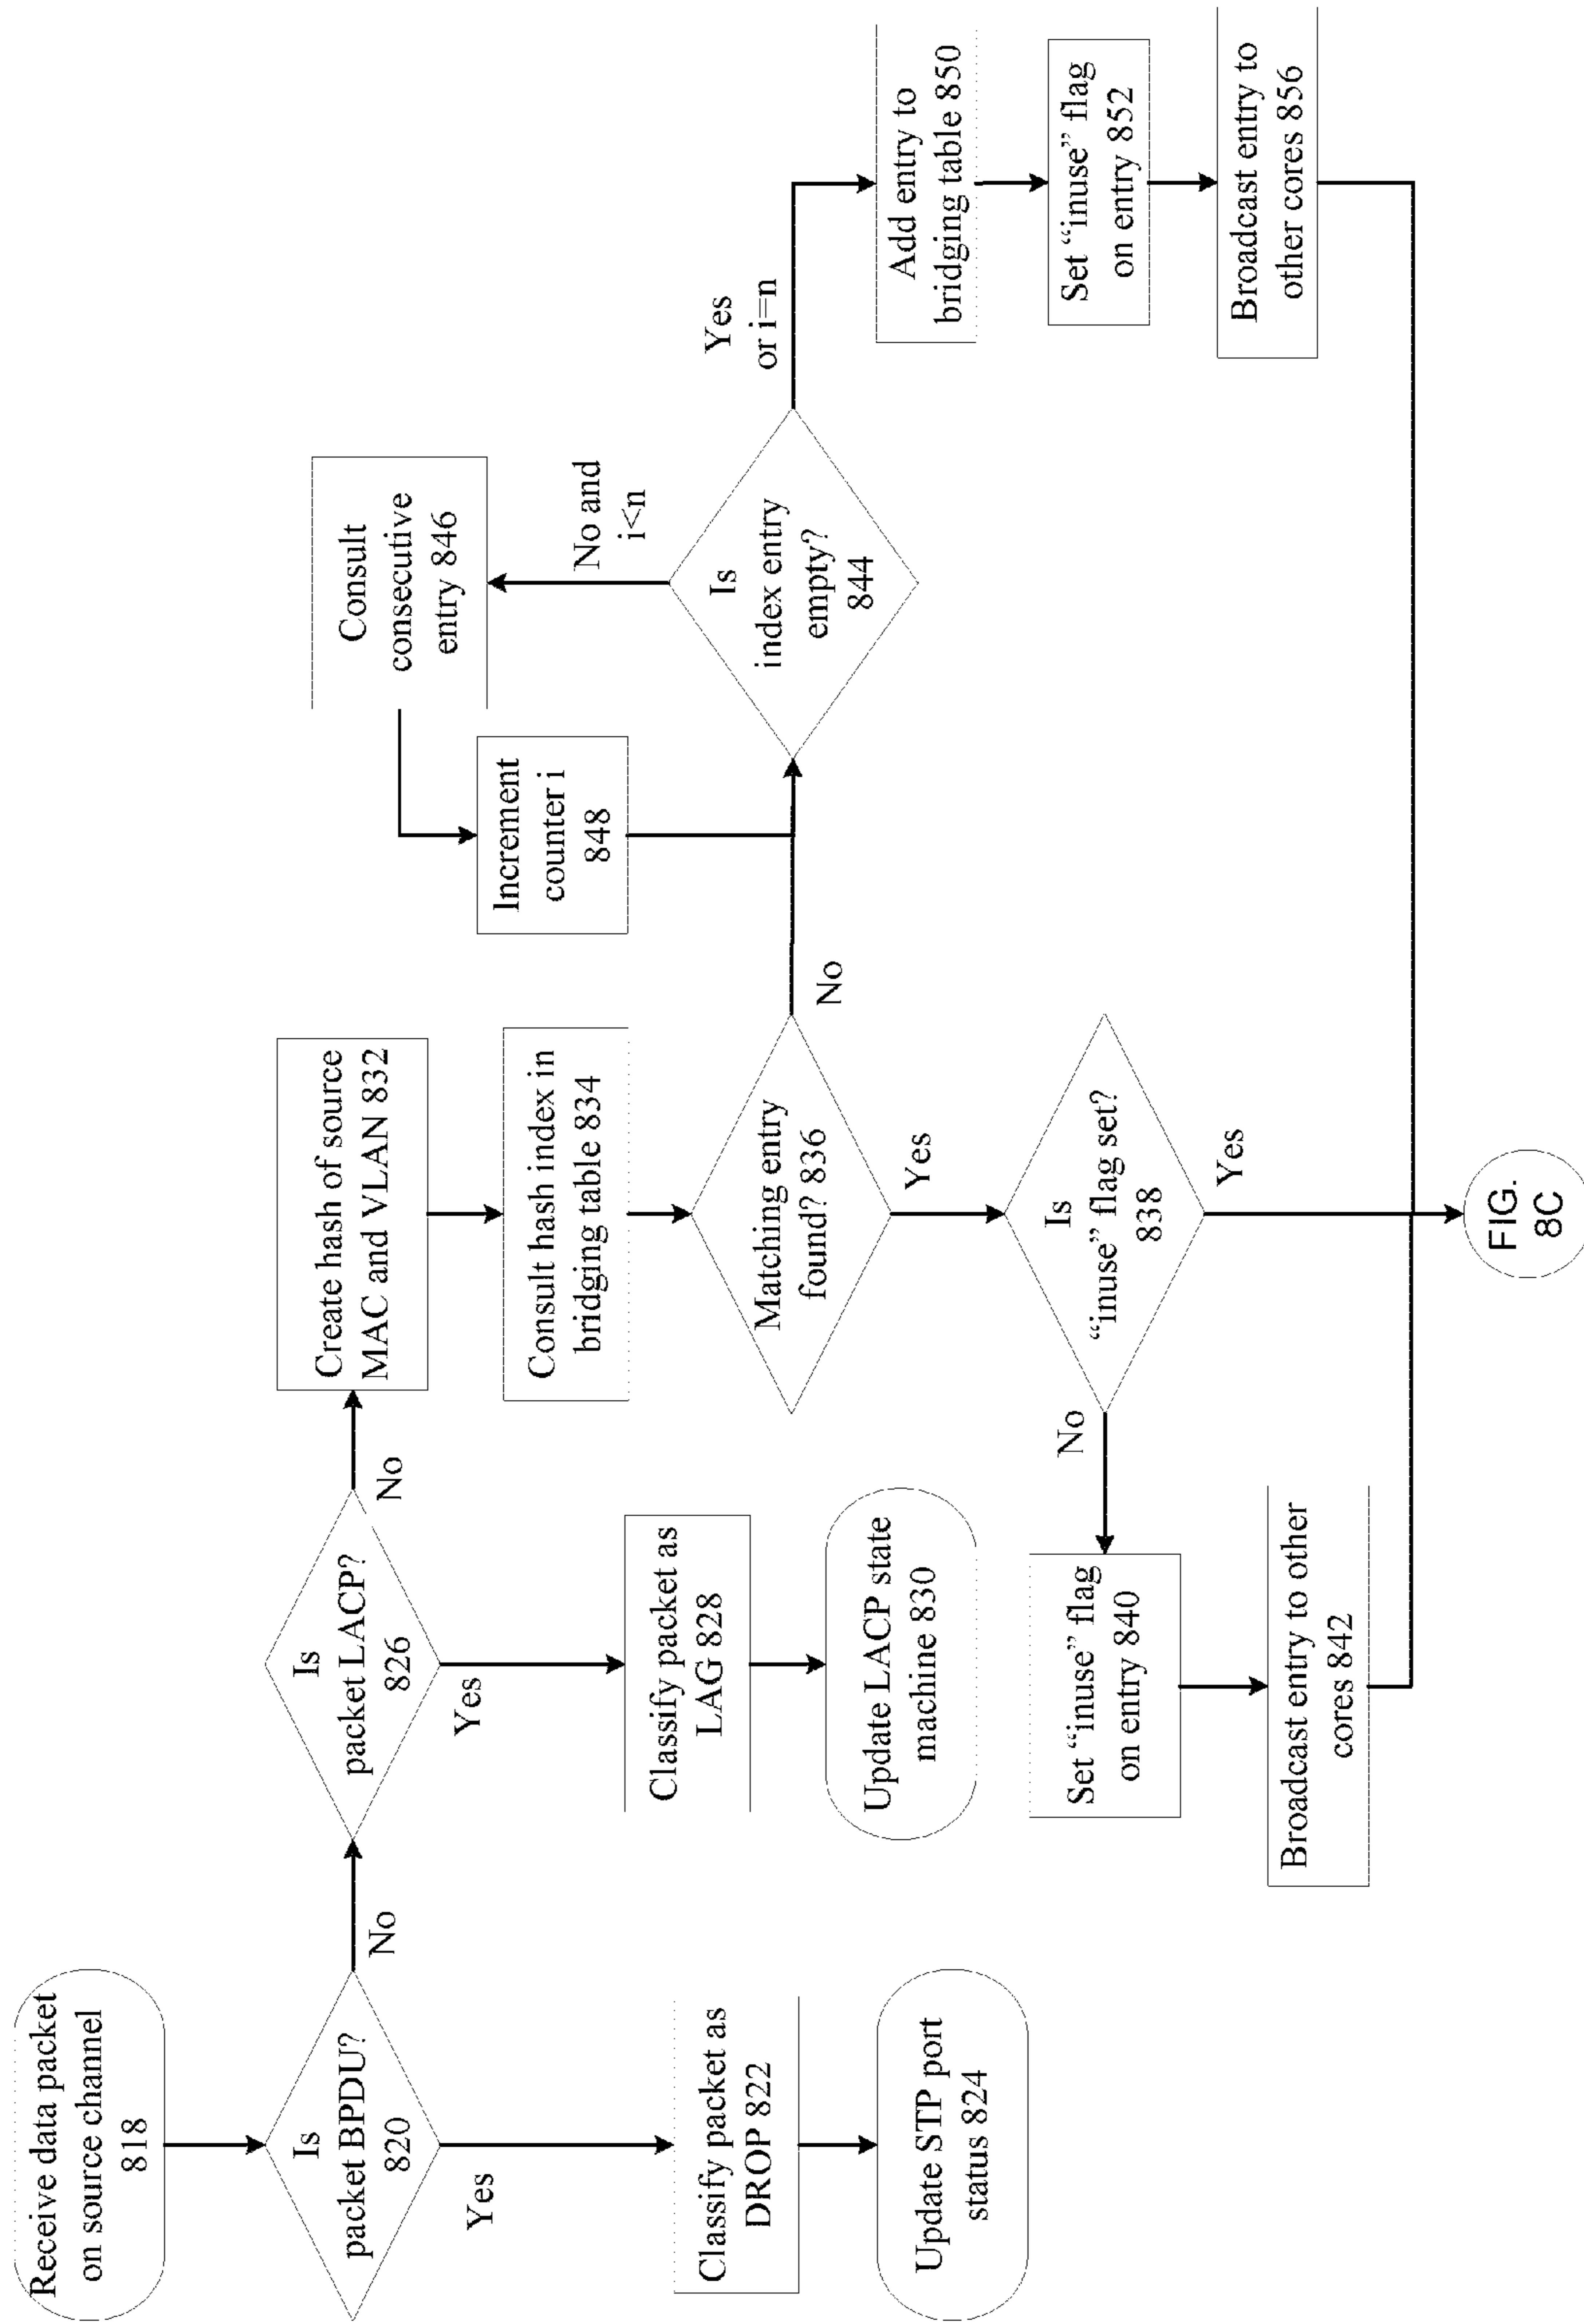 Receive data packet
on source channel
818
Is
packet BPDU?
820
Yes
No
Classify packet as
DROP 822
Update STP port
status 824
Is
packet LACP?
826
Yes
No
Classify packet as
LAG 828
Update LACP state
machine 830
Create hash of source
MAC and VLAN 832
Consult hash index in
bridging table 834
Matching entry
found? 836
Yes
No
Is
“inuse” flag set?
838
No
Yes
Set “inuse” flag
on entry 840
Broadcast entry to other
cores 842
Is
index entry
empty?
844
No and
i<n
Consult
consecutive
entry 846
Increment
counter i
848
Yes
or i=n
Add entry to
bridging table 850
Set “inuse” flag
on entry 852
Broadcast entry to
other cores 856
FIG.
8C